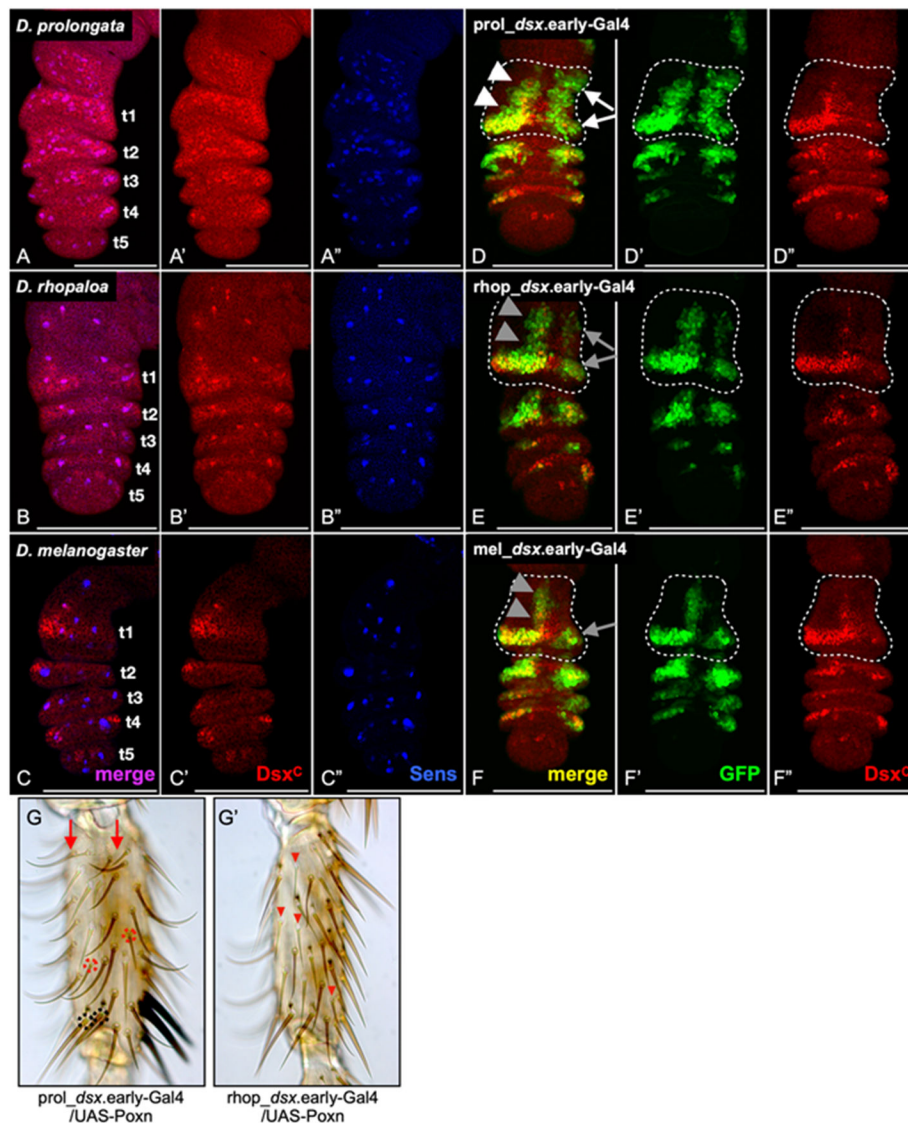 D. prolongata
prol_dsx.early-Gal4
t1
t2
t3
t4
t5
A
A'
A"
D
D'
D"
D. rhopaloa
rhop_dsx.early-Gal4
t1
t2
t3
t4
t5
B
B'
B"
E
E'
E"
D. melanogaster
mel_dsx.early-Gal4
t1
t2
t3
t4
t5
C merge
C' Dsxᶜ
C" Sens
F merge
F' GFP
F" Dsxᶜ
G
G'
prol_dsx.early-Gal4
/UAS-Poxn
rhop_dsx.early-Gal4
/UAS-Poxn